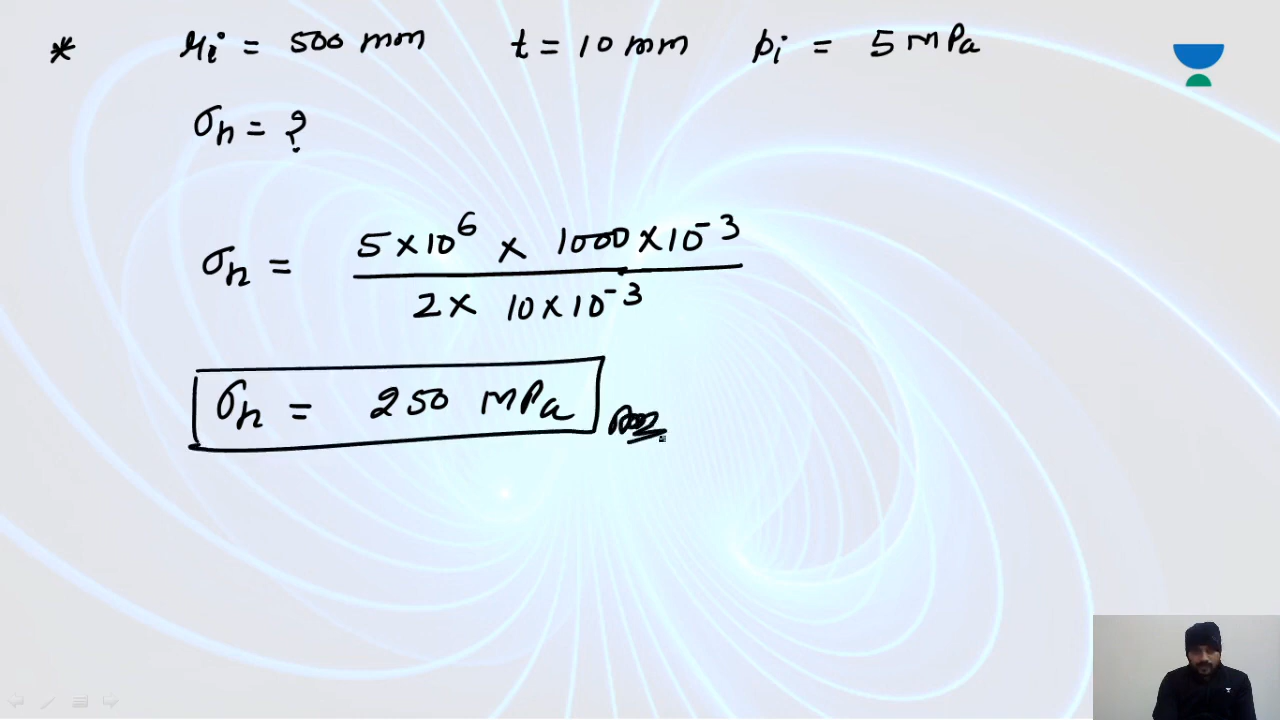 * ri = 500 mm t = 10 mm pi = 5 MPa
σh = ?
σh = 5 × 10^6 × 1000 × 10^-3
2 × 10 × 10^-3
σh = 250 MPa Ans